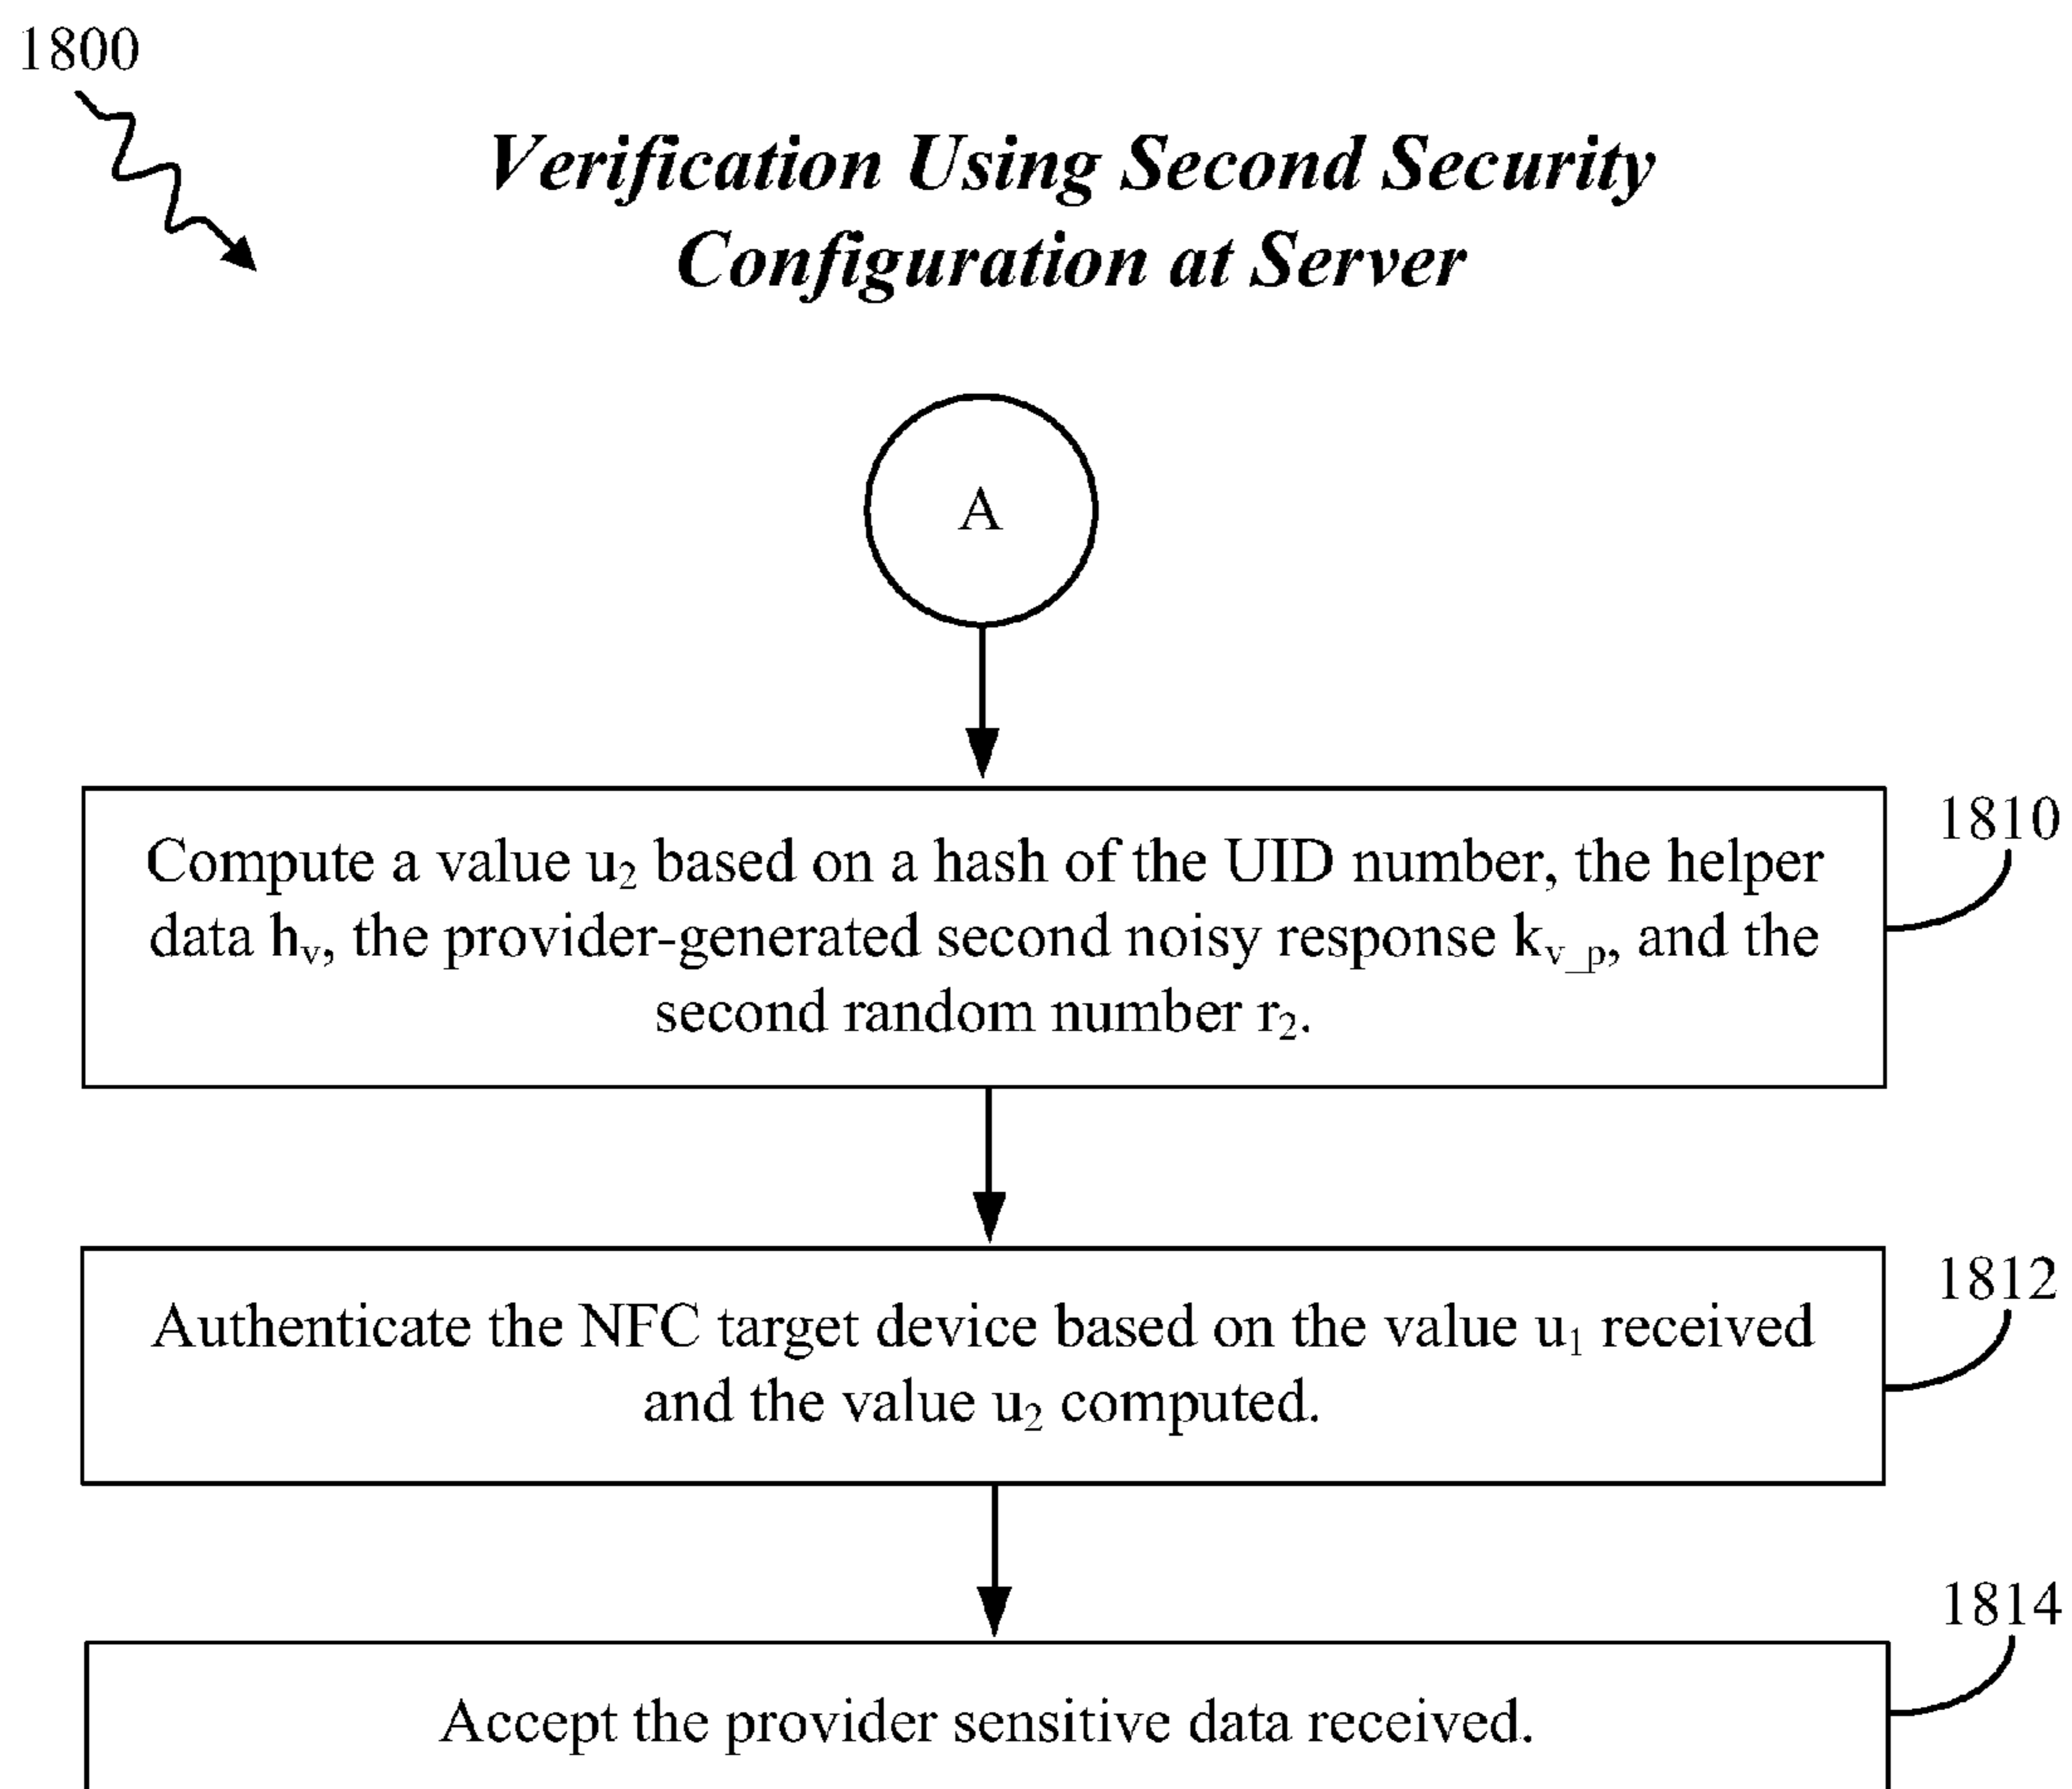 1800
Verification Using Second Security
Configuration at Server
A
1810
Compute a value u₂ based on a hash of the UID number, the helper
data hᵥ, the provider-generated second noisy response k_v_p, and the
second random number r₂.
1812
Authenticate the NFC target device based on the value u₁ received
and the value u₂ computed.
1814
Accept the provider sensitive data received.